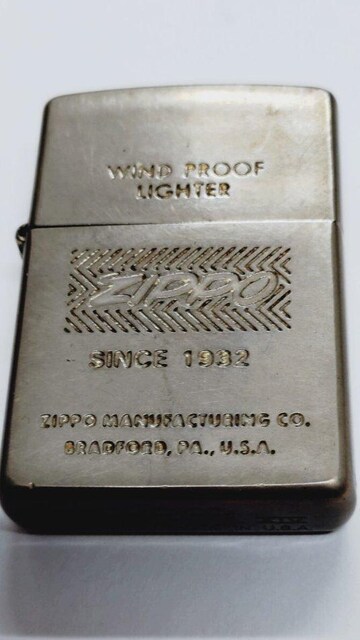 WIND PROOF
LIGHTER
ZIPPO
SINCE 1932
ZIPPO MANUFACTURING CO.
BRADFORD, PA., U.S.A.
U.S.A.